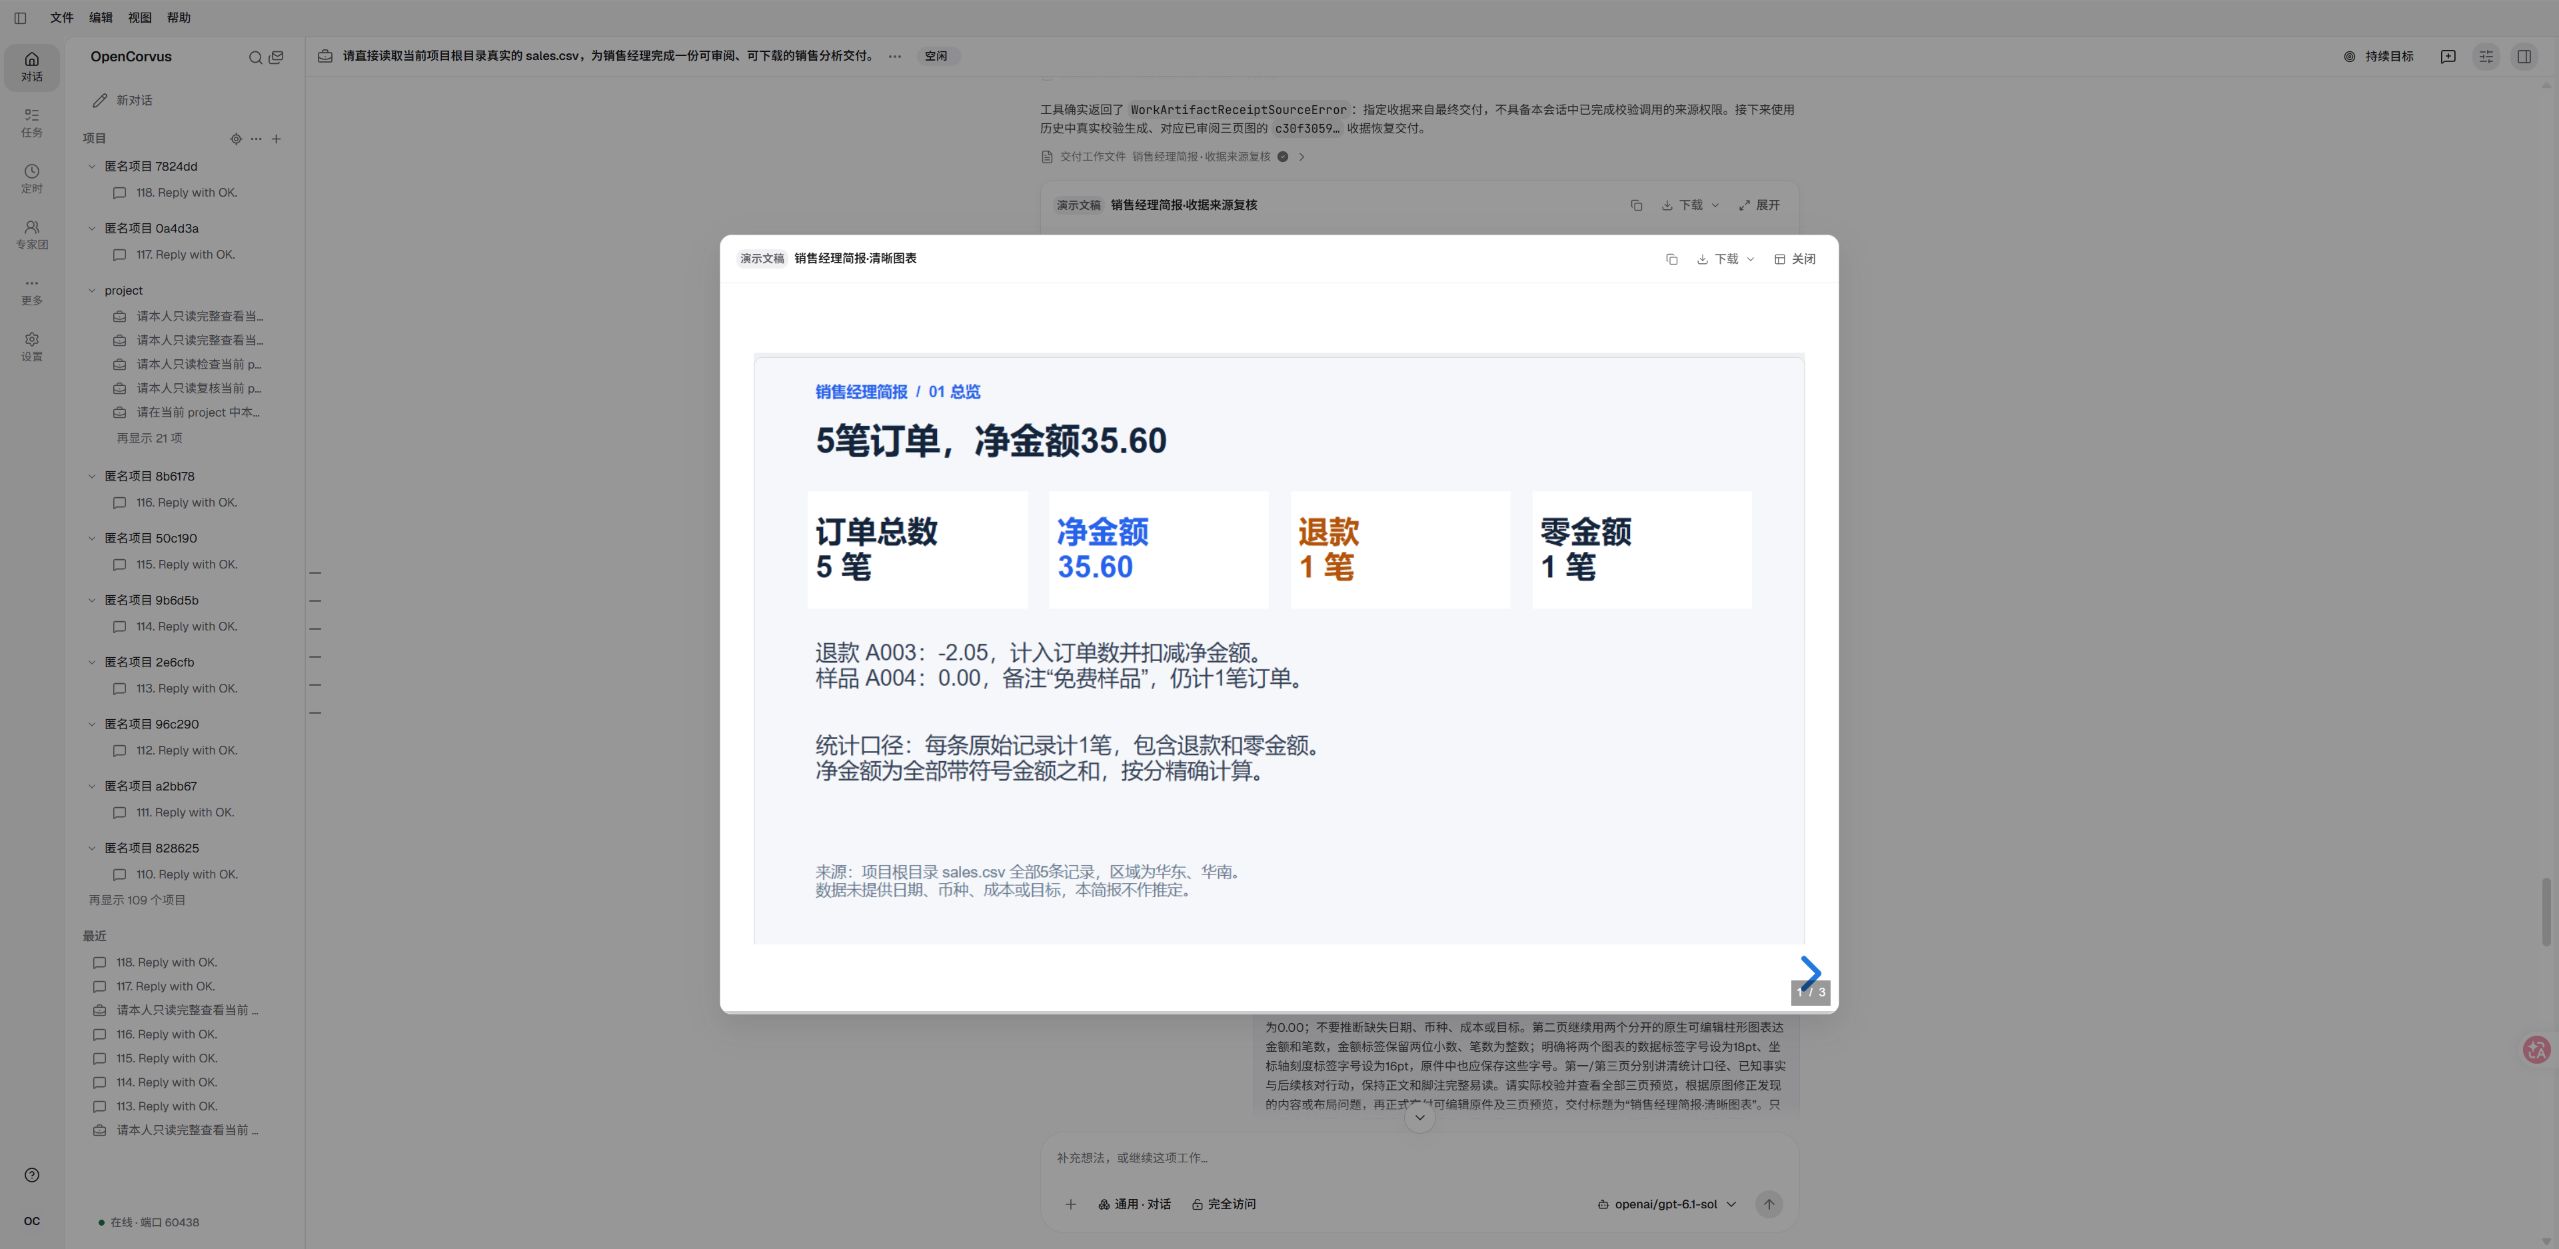 文件 编辑 视图 帮助
对话
任务
定时
专家团
更多
设置
OC
OpenCorvus
新对话
项目
匿名项目 7824dd
118. Reply with OK.
匿名项目 0a4d3a
117. Reply with OK.
project
请本人只读完整查看当...
请本人只读完整查看当...
请本人只读检查当前 p...
请本人只读复核当前 p...
请在当前 project 中本...
再显示 21 项
匿名项目 8b6178
116. Reply with OK.
匿名项目 50c190
115. Reply with OK.
匿名项目 9b6d5b
114. Reply with OK.
匿名项目 2e6cfb
113. Reply with OK.
匿名项目 96c290
112. Reply with OK.
匿名项目 a2bb67
111. Reply with OK.
匿名项目 828625
110. Reply with OK.
再显示 109 个项目
最近
118. Reply with OK.
117. Reply with OK.
请本人只读完整查看当前 ...
116. Reply with OK.
115. Reply with OK.
114. Reply with OK.
113. Reply with OK.
请本人只读完整查看当前 ...
在线 · 端口 60438
请直接读取当前项目根目录真实的 sales.csv，为销售经理完成一份可审阅、可下载的销售分析交付。 ... 空闲
持续目标
工具确实返回了 WorkArtifactReceiptSourceError：指定收据来自最终交付，不具备本会话中已完成校验调用的来源权限。接下来使用
历史中真实校验生成、对应已审阅三页图的 c30f3059… 收据恢复交付。
交付工作文件 销售经理简报·收据来源复核
演示文稿 销售经理简报·收据来源复核 下载 展开
演示文稿 销售经理简报·清晰图表 下载 关闭
销售经理简报 / 01 总览
5笔订单，净金额35.60
订单总数
5 笔
净金额
35.60
退款
1 笔
零金额
1 笔
退款 A003：-2.05，计入订单数并扣减净金额。
样品 A004：0.00，备注“免费样品”，仍计1笔订单。
统计口径：每条原始记录计1笔，包含退款和零金额。
净金额为全部带符号金额之和，按分精确计算。
来源：项目根目录 sales.csv 全部5条记录，区域为华东、华南。
数据未提供日期、币种、成本或目标，本简报不作推定。
1 / 3
为0.00；不要推断缺失日期、币种、成本或目标。第二页继续用两个分开的原生可编辑柱形图表达
金额和笔数，金额标签保留两位小数、笔数为整数；明确将两个图表的数据标签字号设为18pt、坐
标轴刻度标签字号设为16pt，原件中也应保存这些字号。第一/第三页分别讲清统计口径、已知事实
与后续核对行动，保持正文和脚注完整易读。请实际校验并查看全部三页预览，根据原图修正发现
的内容或布局问题，再正式可编辑原件及三页预览，交付标题为“销售经理简报·清晰图表”。只
补充想法，或继续这项工作...
通用 · 对话 完全访问 openai/gpt-6.1-sol